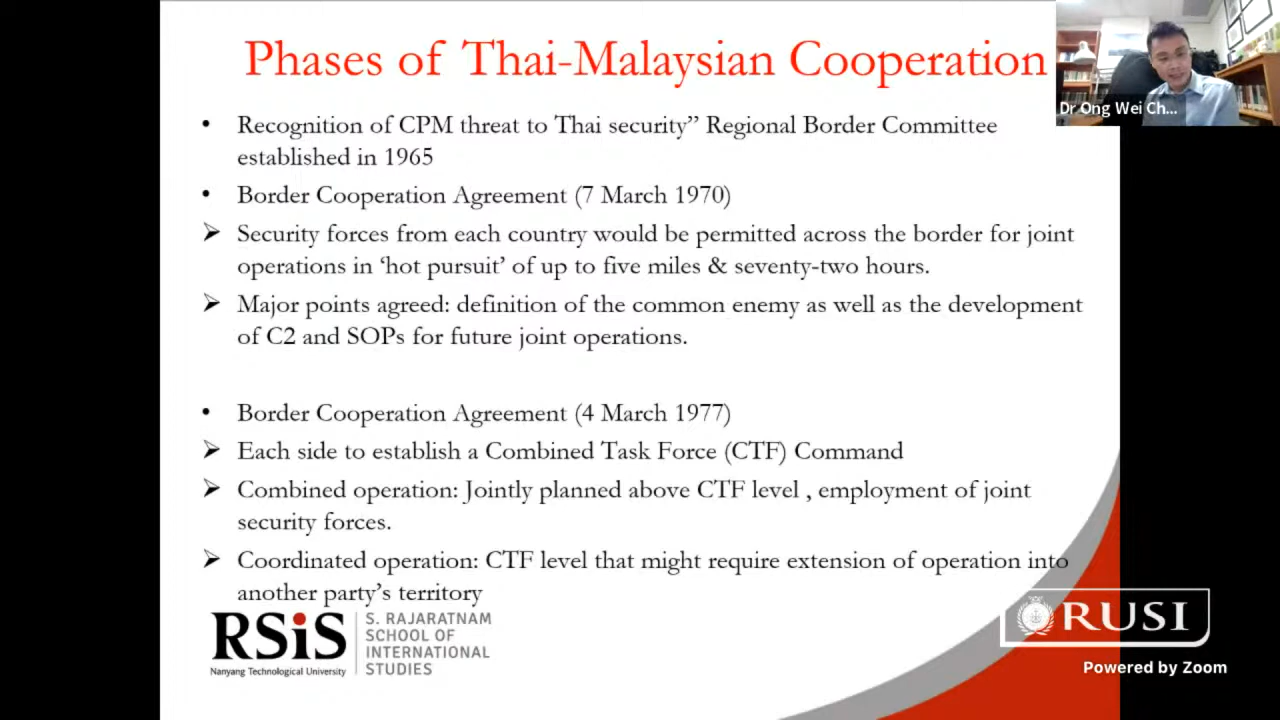 Phases of Thai-Malaysian Cooperation
Dr Ong Wei Ch...
• Recognition of CPM threat to Thai security” Regional Border Committee
established in 1965
• Border Cooperation Agreement (7 March 1970)
➢ Security forces from each country would be permitted across the border for joint
operations in ‘hot pursuit’ of up to five miles & seventy-two hours.
➢ Major points agreed: definition of the common enemy as well as the development
of C2 and SOPs for future joint operations.
• Border Cooperation Agreement (4 March 1977)
➢ Each side to establish a Combined Task Force (CTF) Command
➢ Combined operation: Jointly planned above CTF level , employment of joint
security forces.
➢ Coordinated operation: CTF level that might require extension of operation into
another party’s territory
RSiS
Nanyang Technological University
S. RAJARATNAM
SCHOOL OF
INTERNATIONAL
STUDIES
RUSI
Powered by Zoom